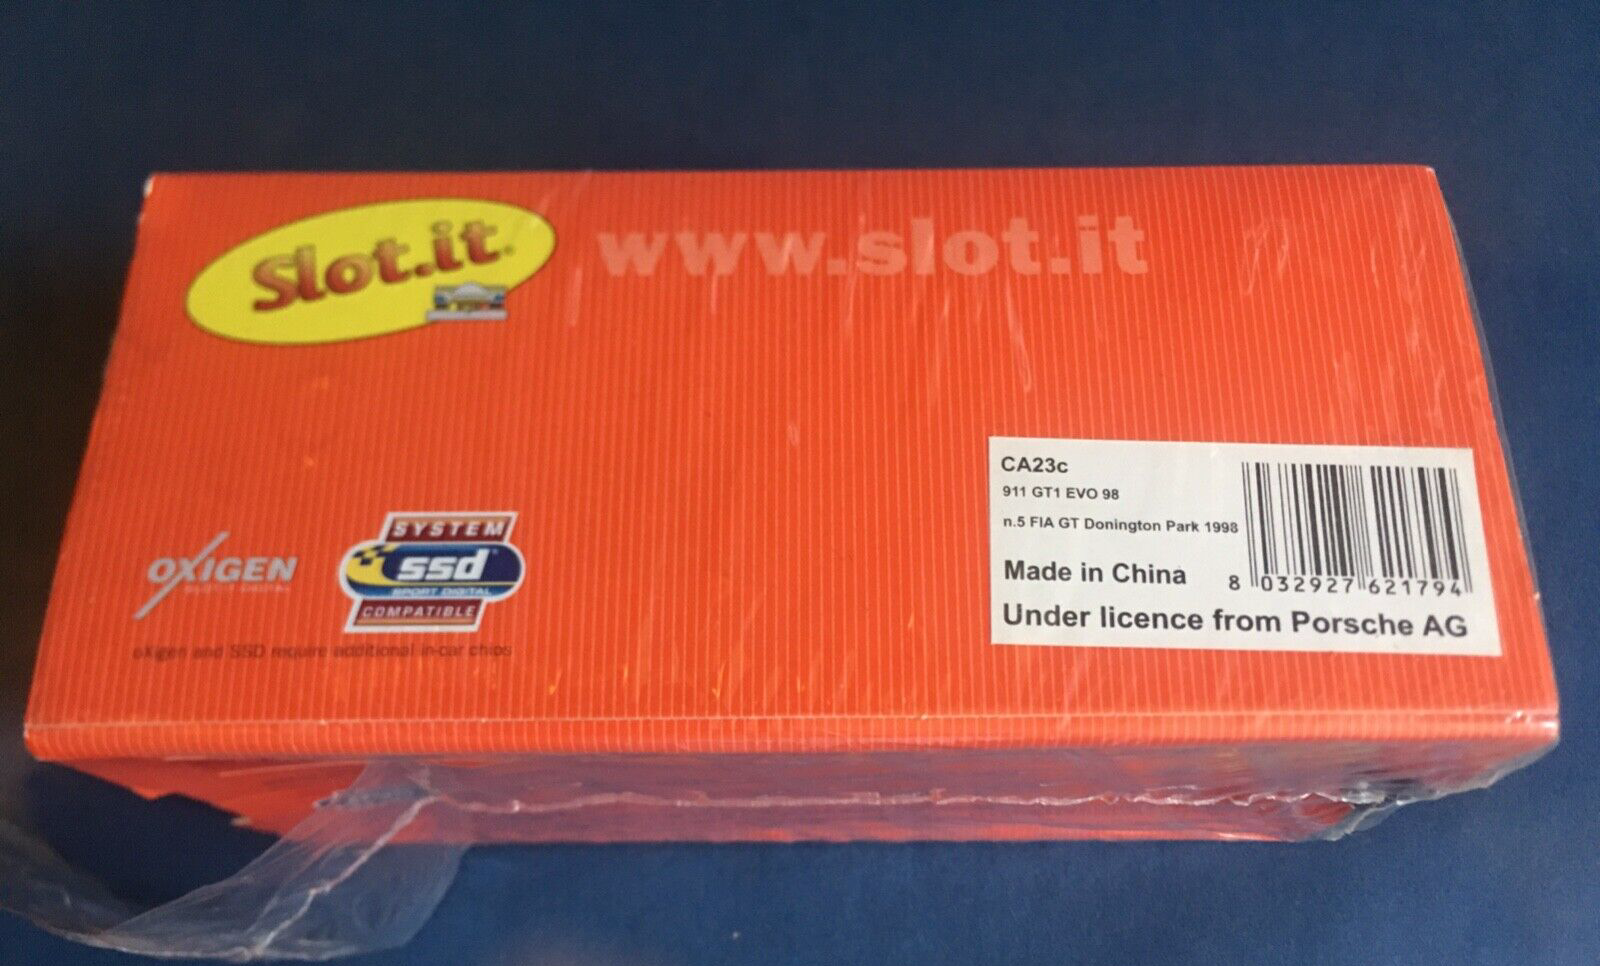 Slot.it
www.slot.it
CA23c
911 GT1 EVO 98
n.5 FIA GT Donington Park 1998
Made in China
8 032927 621794
Under licence from Porsche AG
OXIGEN
SYSTEM
ssd
SPORT DIGITAL
COMPATIBLE
oXigen and SSD require additional in-car chips